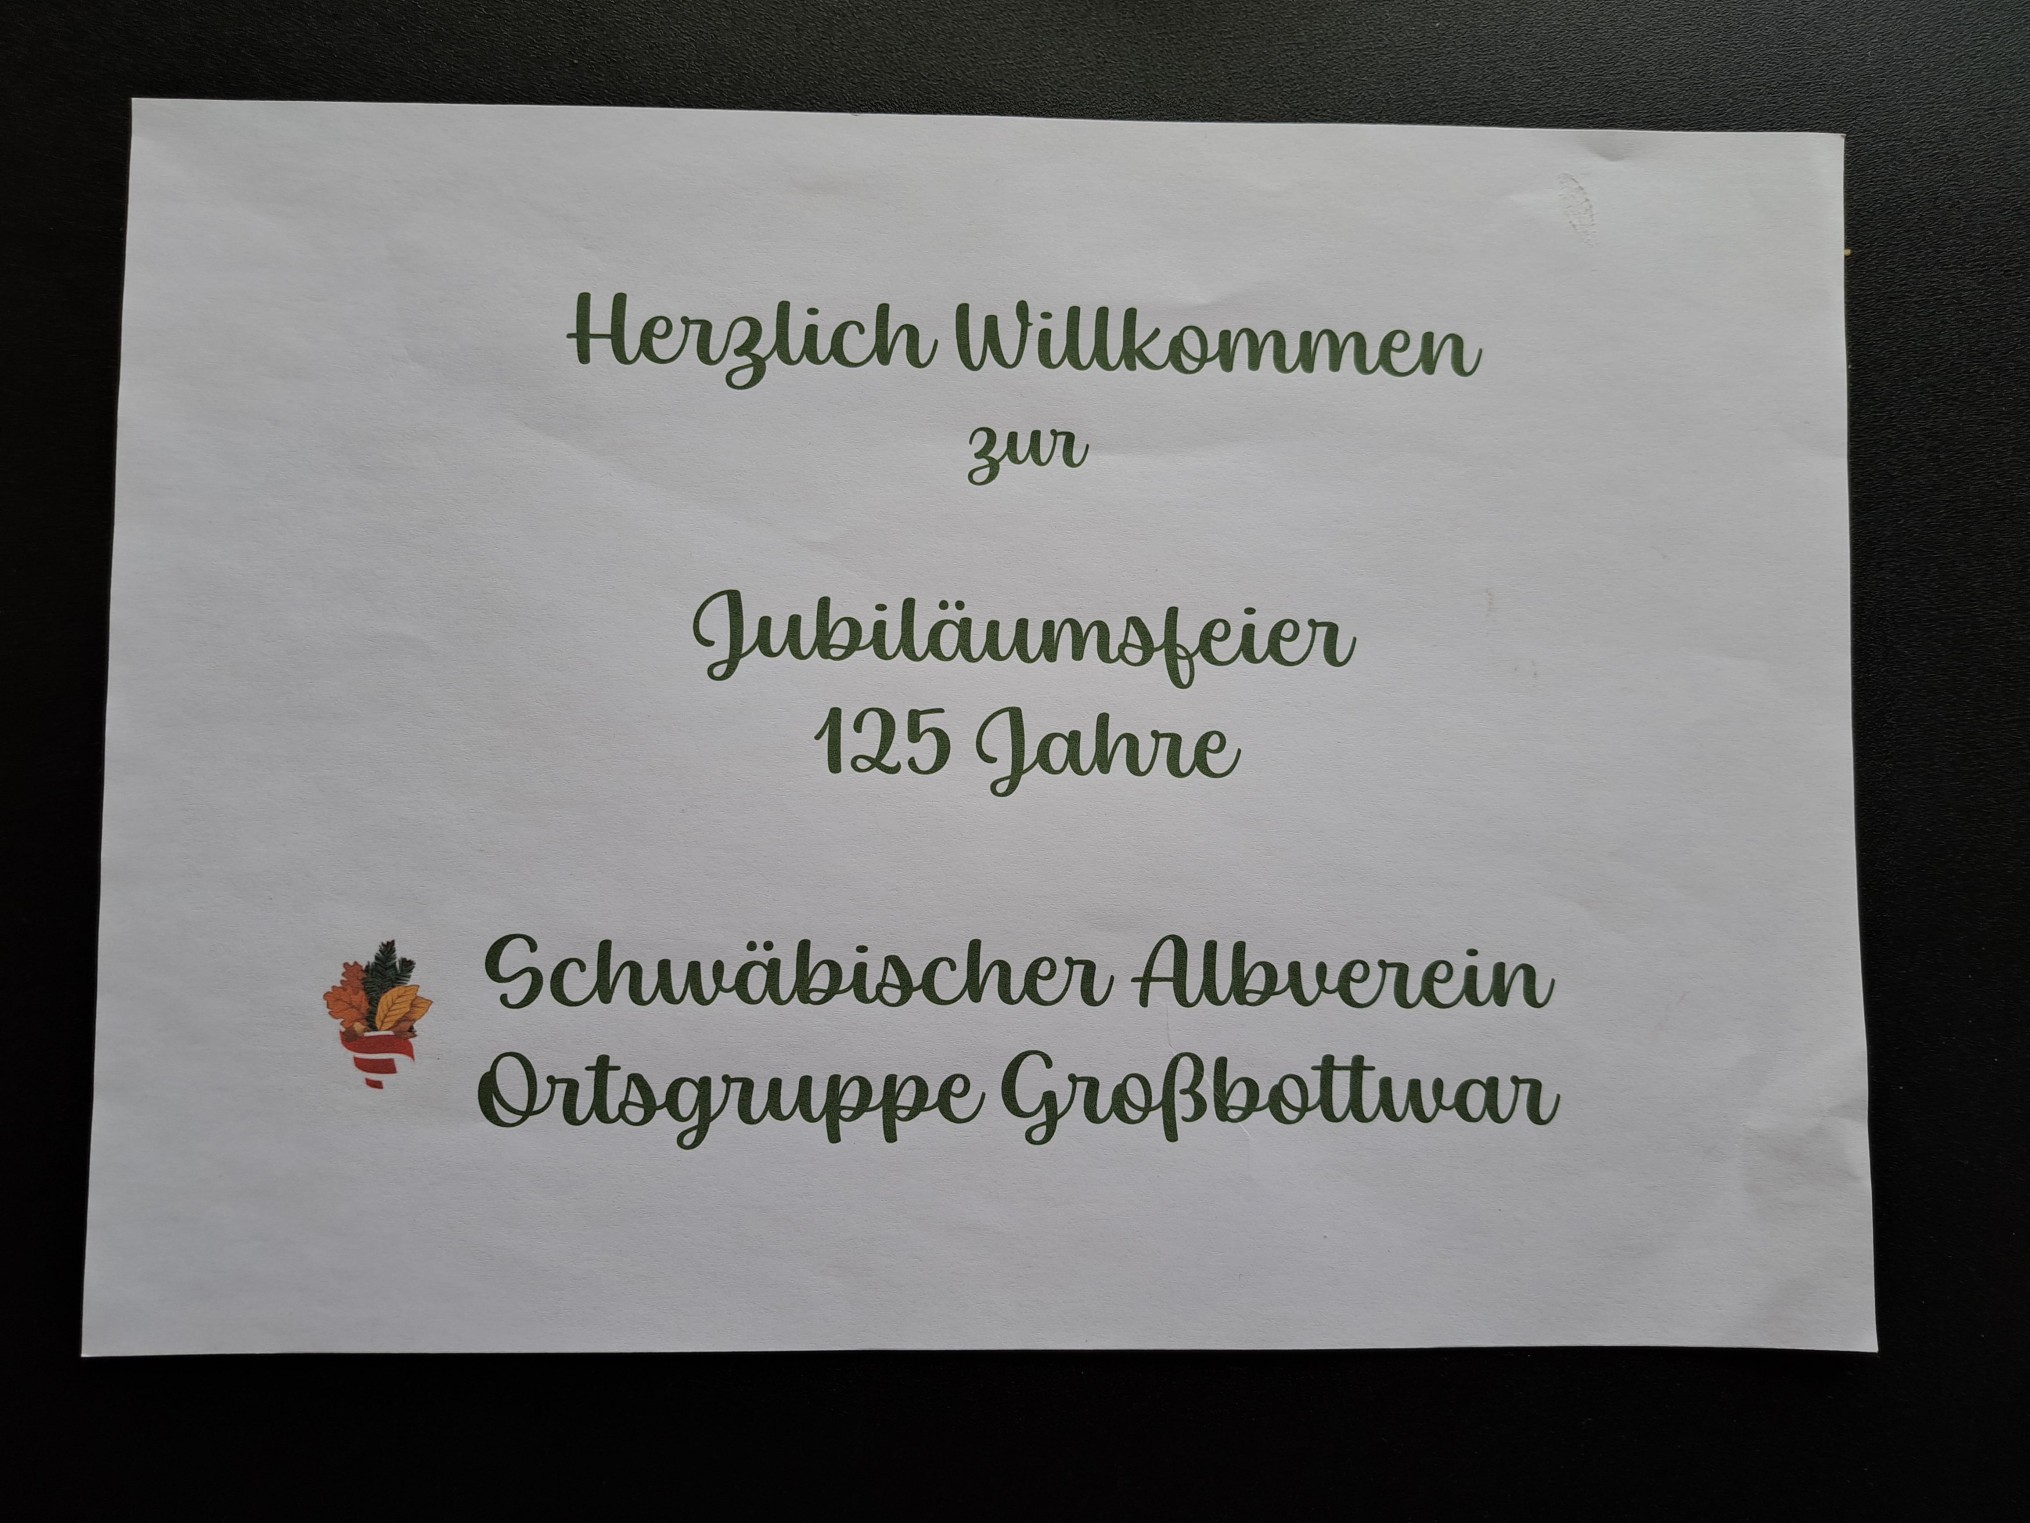 Herzlich Willkommen
zur
Jubiläumsfeier
125 Jahre
Schwäbischer Albverein
Ortsgruppe Großbottwar